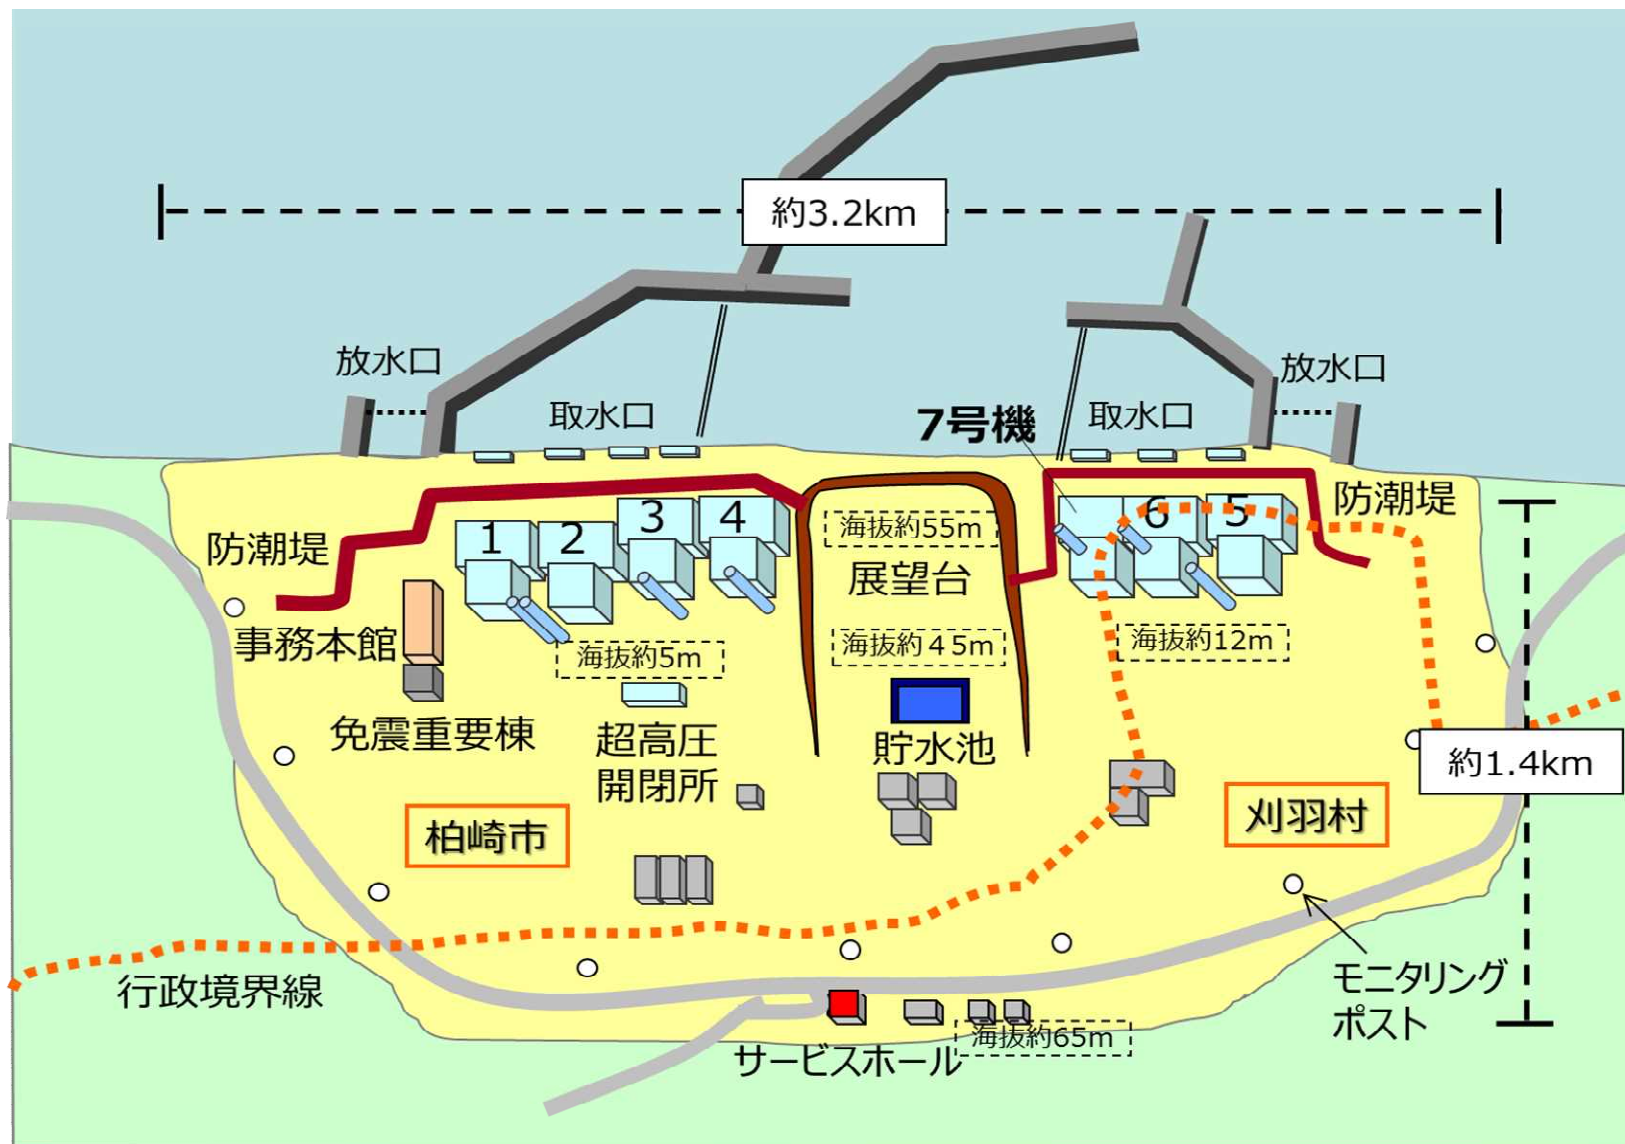 約3.2km
放水口
放水口
取水口
7号機
取水口
防潮堤
1
2
3
4
海抜約55m
展望台
6
5
防潮堤
事務本館
海抜約5m
海抜約４５m
海抜約12m
免震重要棟
超高圧
開閉所
貯水池
約1.4km
柏崎市
刈羽村
行政境界線
モニタリング
ポスト
サービスホール
海抜約65m